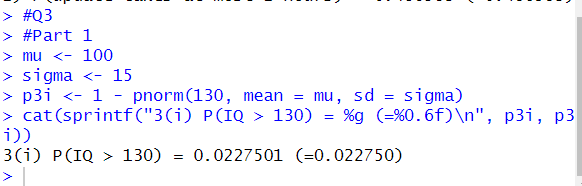 > #Q3
> #Part 1
> mu <- 100
> sigma <- 15
> p3i <- 1 - pnorm(130, mean = mu, sd = sigma)
> cat(sprintf("3(i) P(IQ > 130) = %g (=%0.6f)\n", p3i, p3
i))
3(i) P(IQ > 130) = 0.0227501 (=0.022750)
>